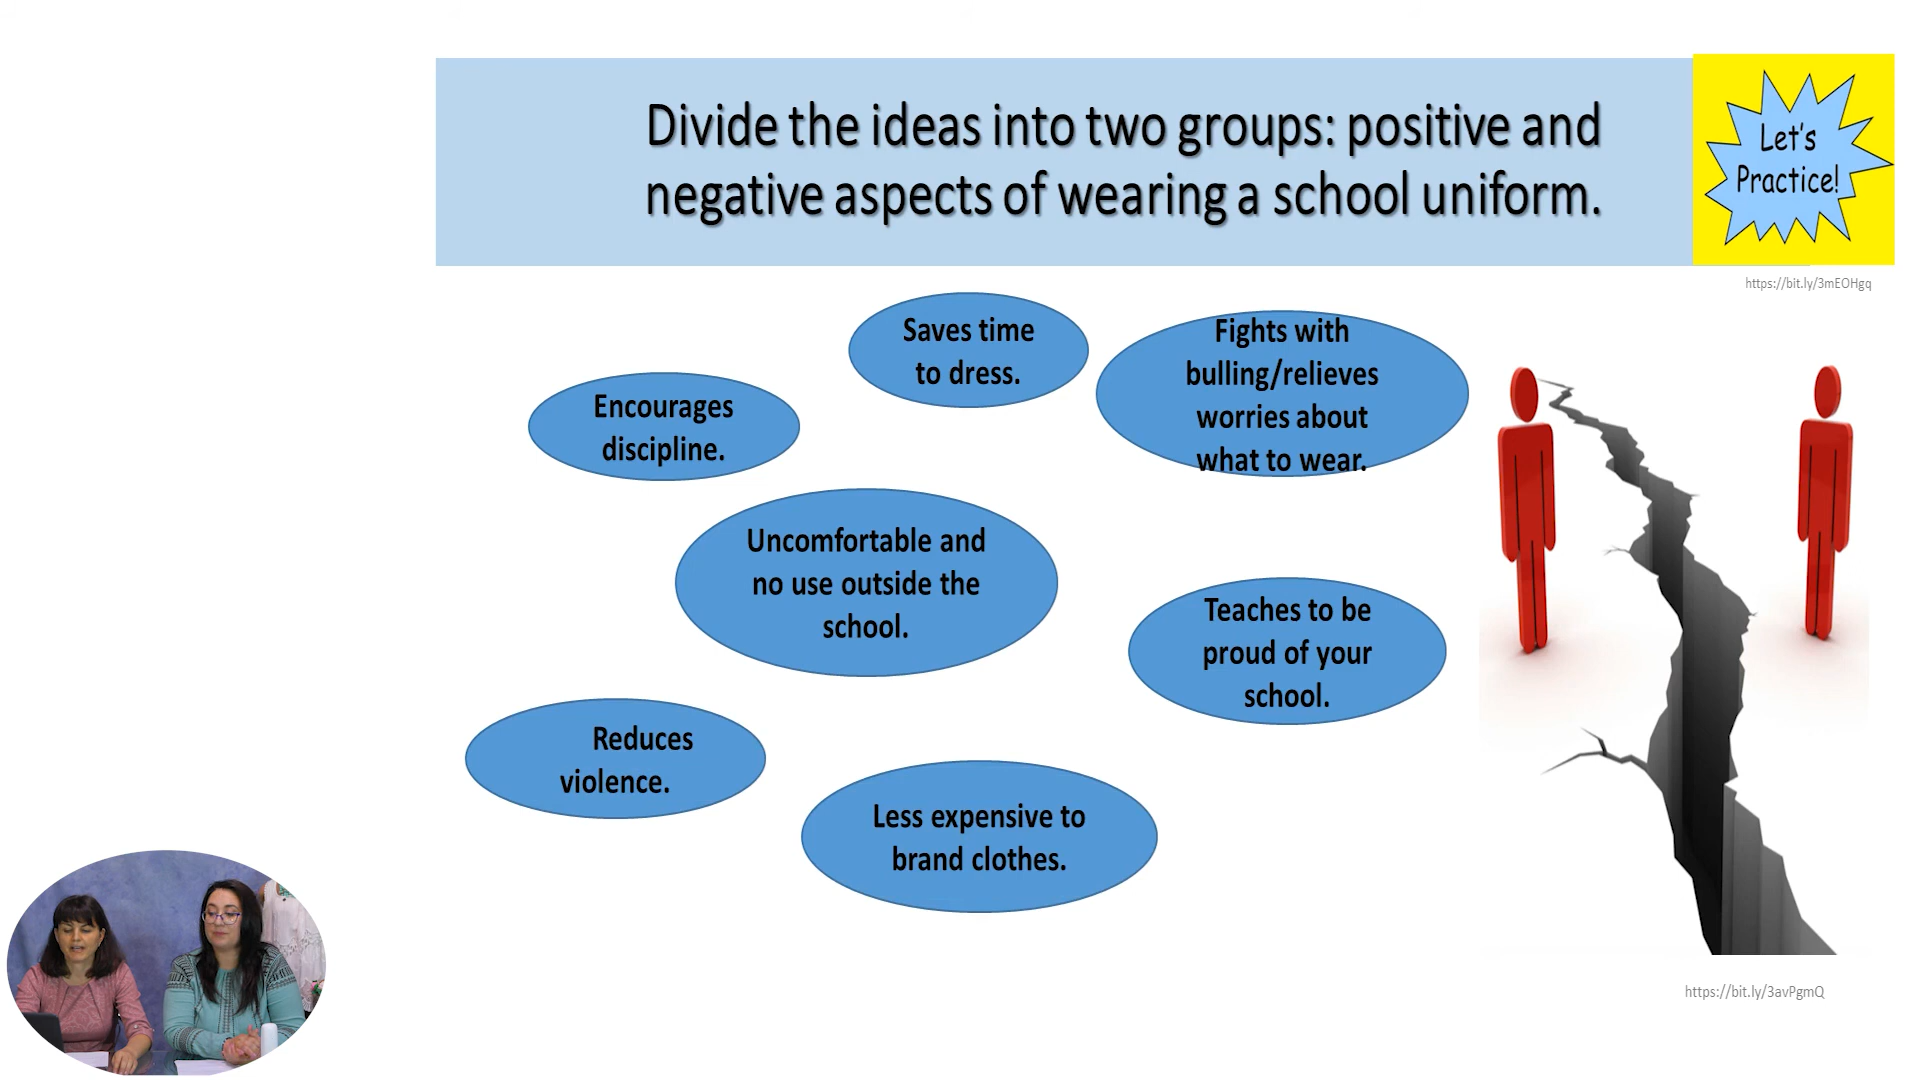 Divide the ideas into two groups: positive and
negative aspects of wearing a school uniform.
Let's
Practice!
https://bit.ly/3mEOHgq
Saves time
to dress.
Fights with
bulling/relieves
worries about
what to wear.
Encourages
discipline.
Uncomfortable and
no use outside the
school.
Teaches to be
proud of your
school.
Reduces
violence.
Less expensive to
brand clothes.
https://bit.ly/3avPgmQ